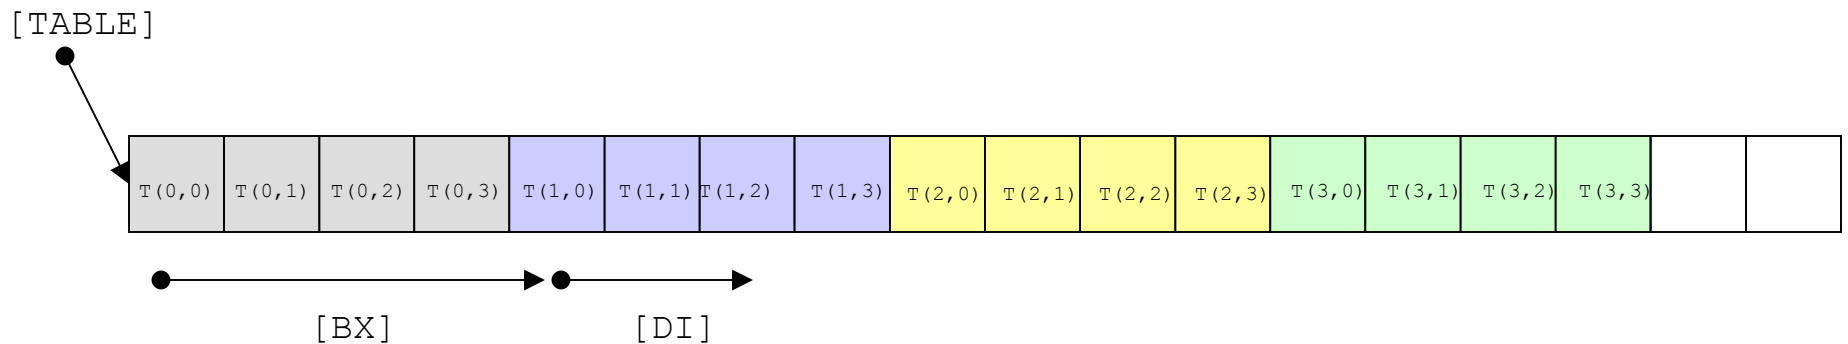 [TABLE]
T(0,0) T(0,1) T(0,2) T(0,3) T(1,0) T(1,1) T(1,2) T(1,3) T(2,0) T(2,1) T(2,2) T(2,3) T(3,0) T(3,1) T(3,2) T(3,3)
[BX] [DI]